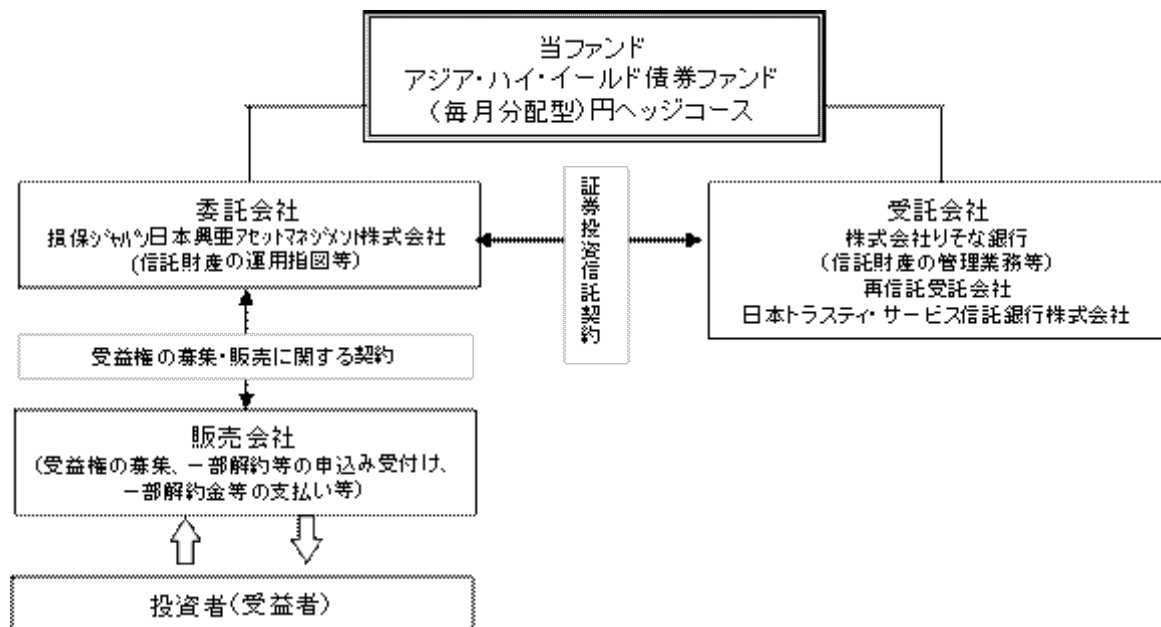 当ファンド
アジア・ハイ・イールド債券ファンド
(毎月分配型)円ヘッジコース
委託会社
損保ジャパン日本興亜アセットマネジメント株式会社
(信託財産の運用指図等)
証券投資信託契約
受託会社
株式会社りそな銀行
(信託財産の管理業務等)
再信託受託会社
日本トラスティ・サービス信託銀行株式会社
受益権の募集・販売に関する契約
販売会社
(受益権の募集、一部解約等の申込み受付け、
一部解約金等の支払い等)
投資者(受益者)